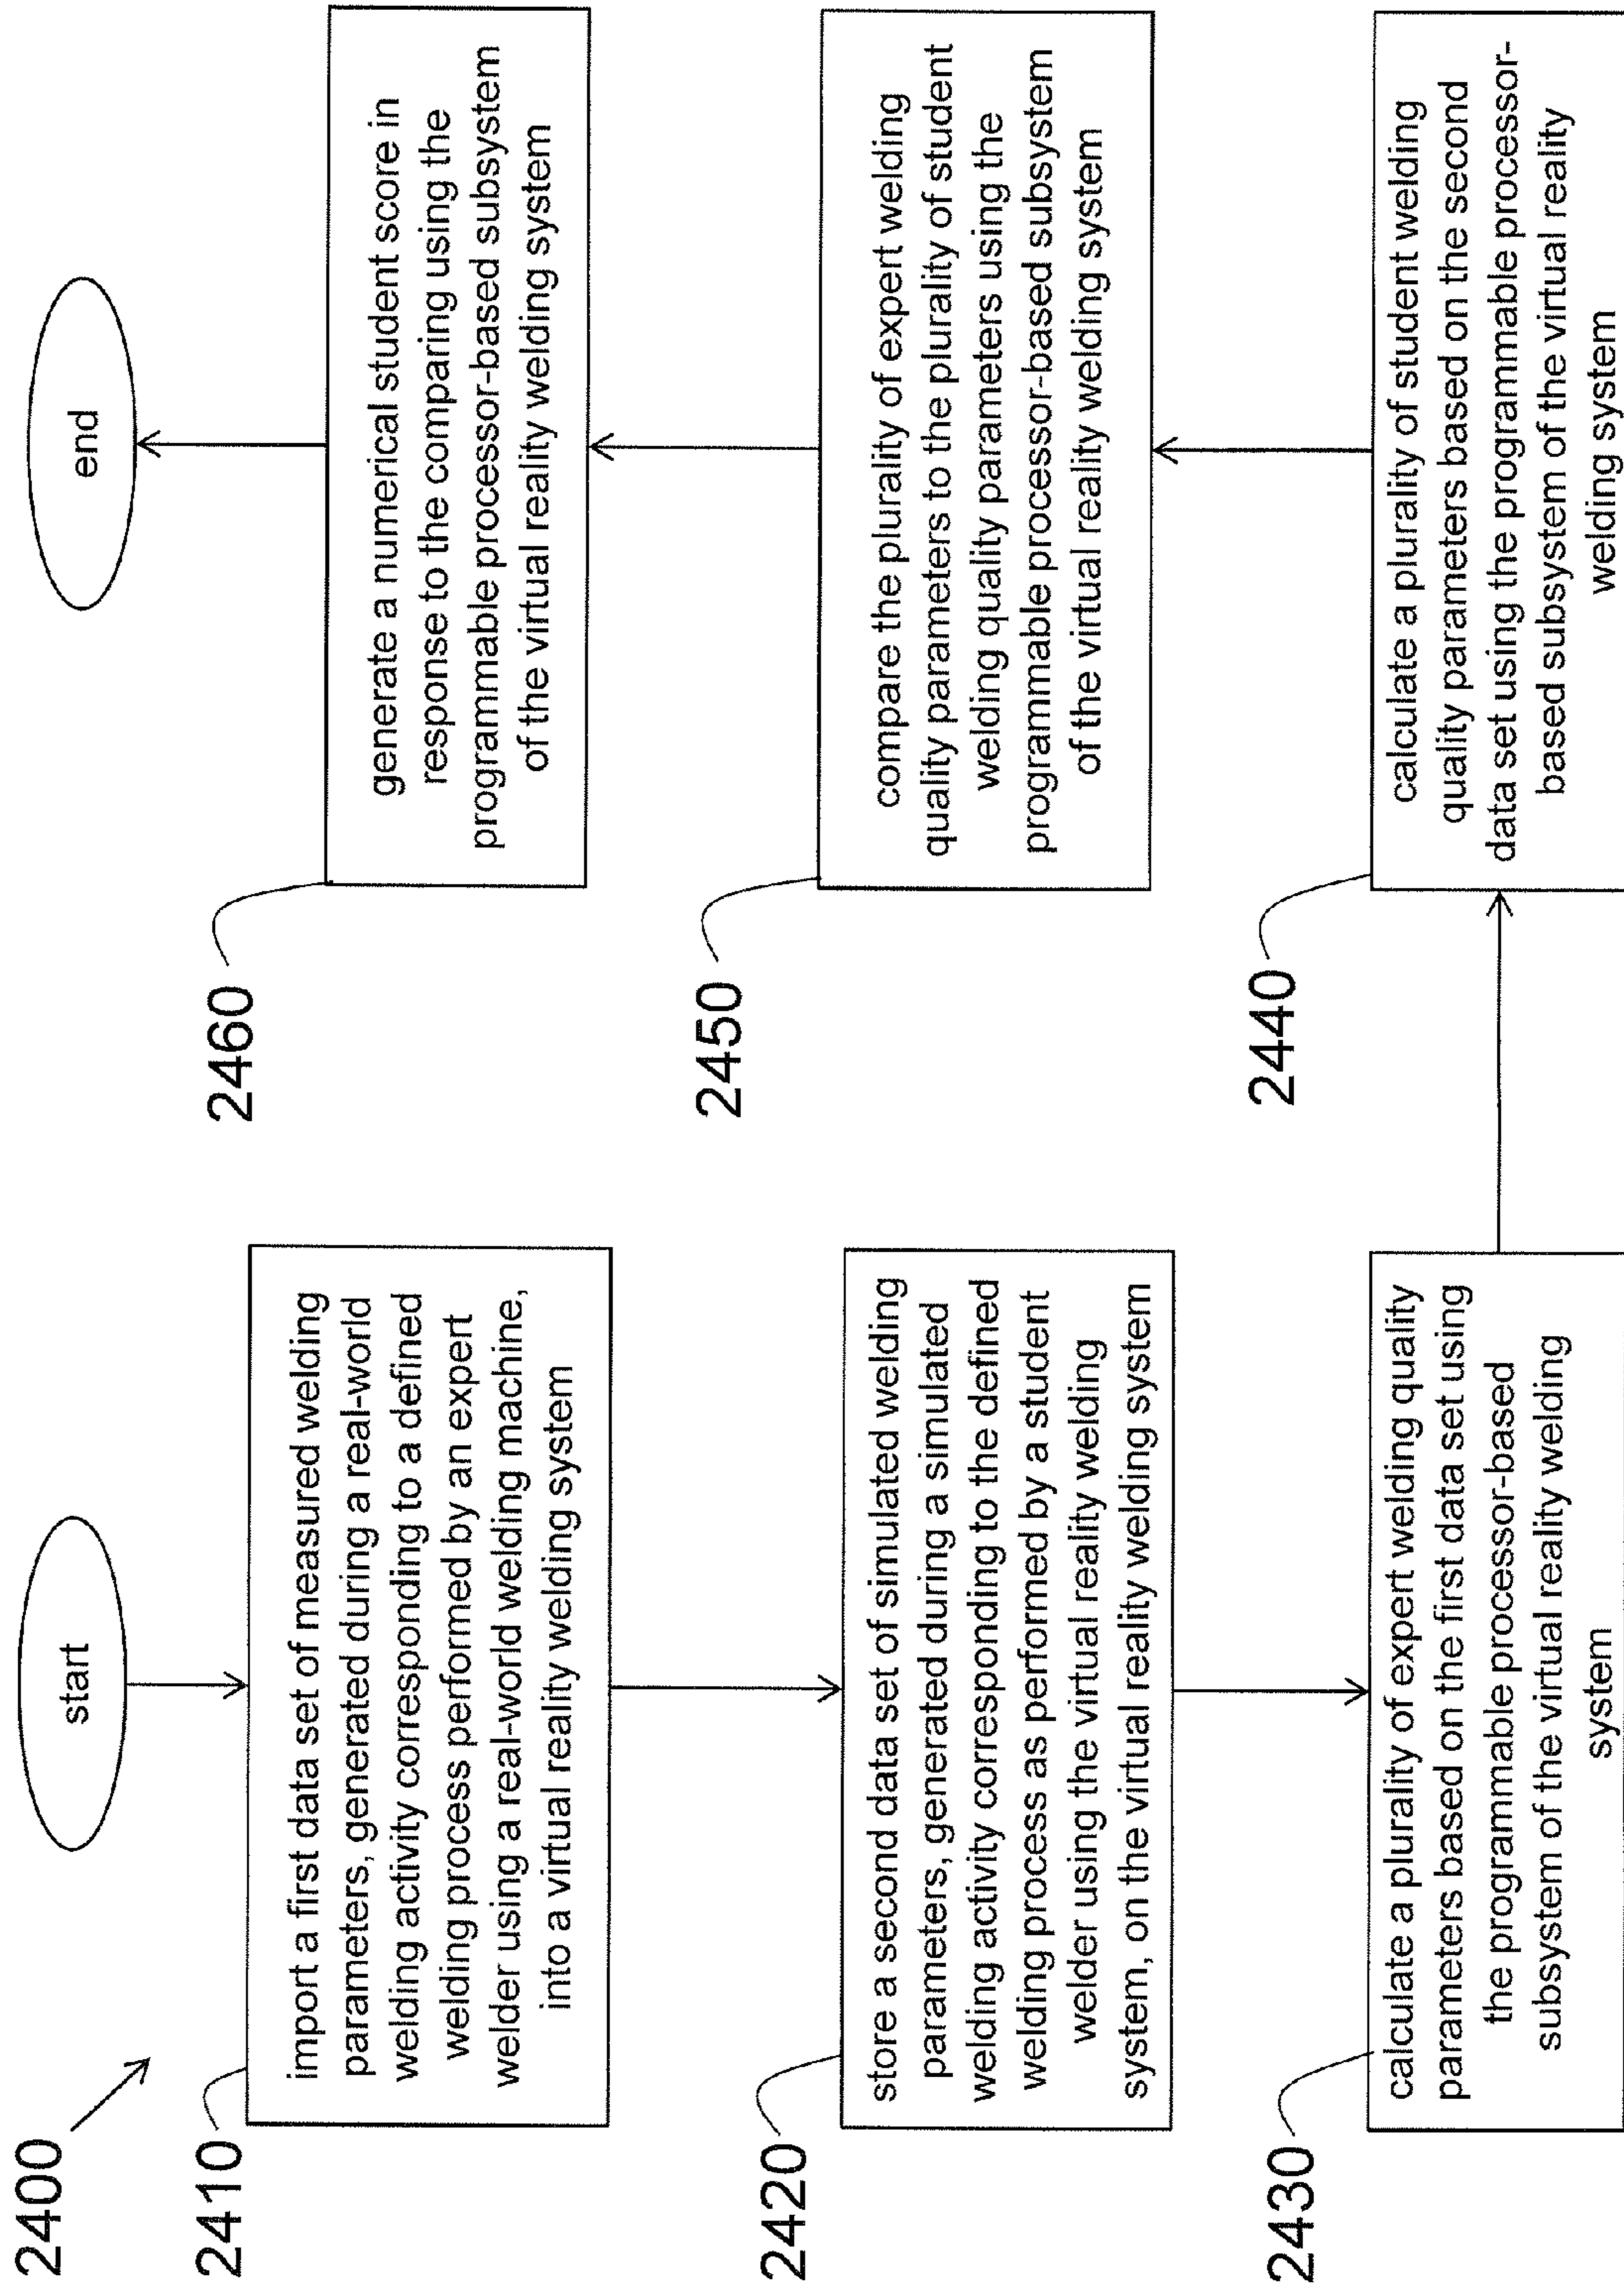 2400
start
2410
import a first data set of measured welding
parameters, generated during a real-world
welding activity corresponding to a defined
welding process performed by an expert
welder using a real-world welding machine,
into a virtual reality welding system
2420
store a second data set of simulated welding
parameters, generated during a simulated
welding activity corresponding to the defined
welding process as performed by a student
welder using the virtual reality welding
system, on the virtual reality welding system
2430
calculate a plurality of expert welding quality
parameters based on the first data set using
the programmable processor-based
subsystem of the virtual reality welding
system
2440
calculate a plurality of student welding
quality parameters based on the second
data set using the programmable processor-
based subsystem of the virtual reality
welding system
2450
compare the plurality of expert welding
quality parameters to the plurality of student
welding quality parameters using the
programmable processor-based subsystem
of the virtual reality welding system
2460
generate a numerical student score in
response to the comparing using the
programmable processor-based subsystem
of the virtual reality welding system
end